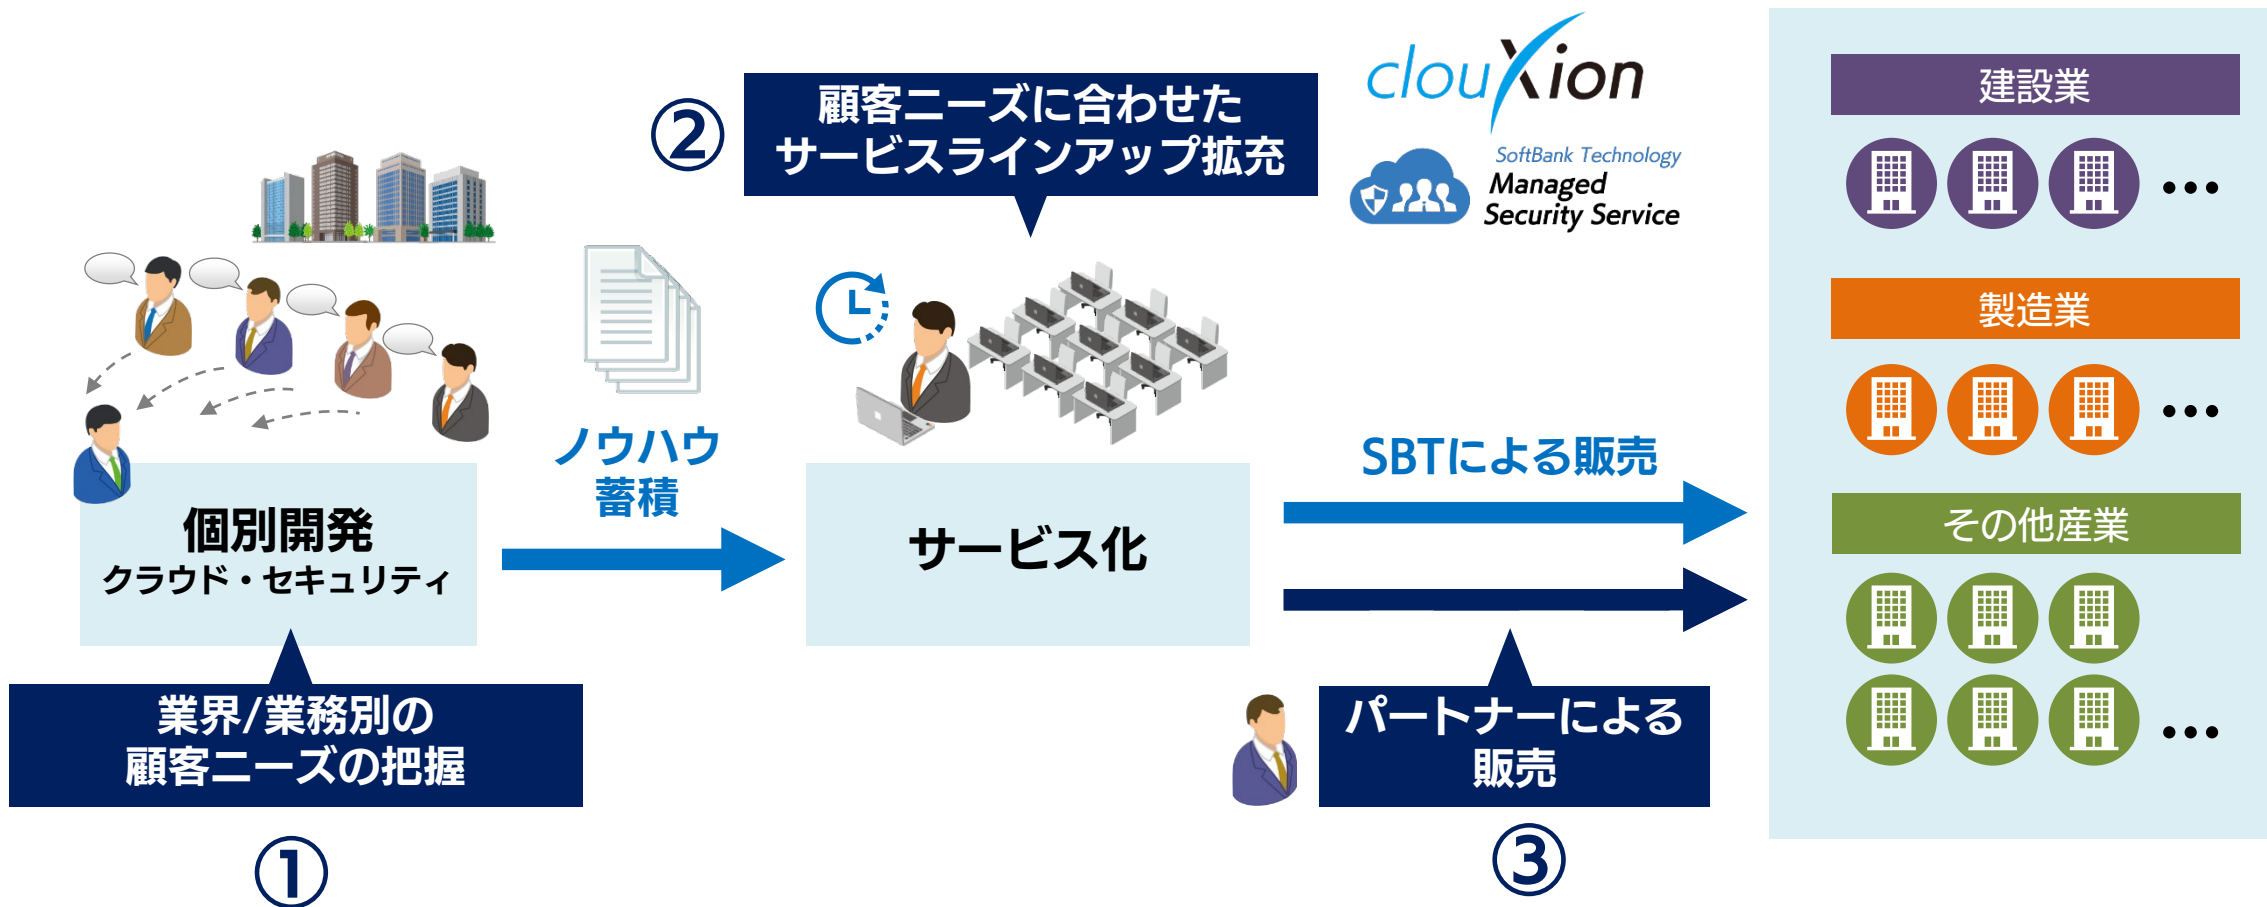 ②
顧客ニーズに合わせた
サービスラインアップ拡充
clouXion
SoftBank Technology
Managed
Security Service
ノウハウ
蓄積
個別開発
クラウド・セキュリティ
サービス化
SBTによる販売
業界/業務別の
顧客ニーズの把握
①
パートナーによる
販売
③
建設業
•••
製造業
•••
その他産業
•••